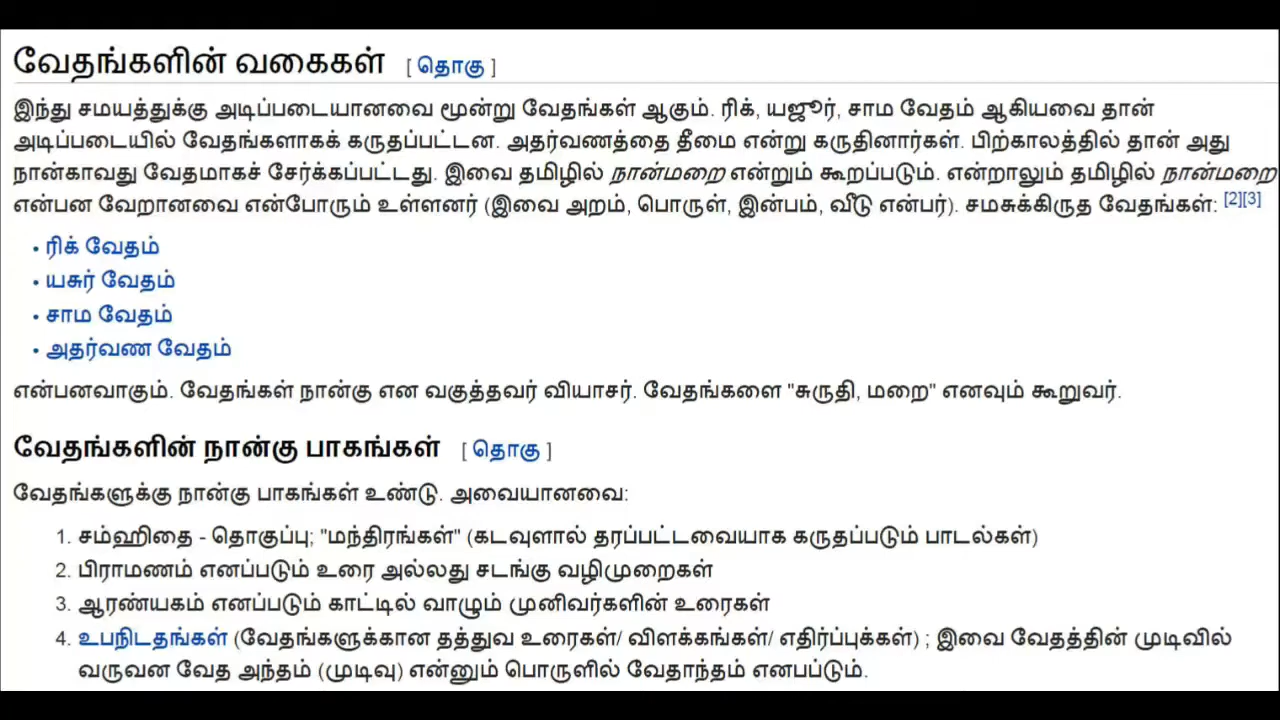 வேதங்களின் வகைகள் [ தொகு ]
இந்து சமயத்துக்கு அடிப்படையானவை மூன்று வேதங்கள் ஆகும். ரிக், யஜூர், சாம வேதம் ஆகியவை தான்
அடிப்படையில் வேதங்களாகக் கருதப்பட்டன. அதர்வணத்தை தீமை என்று கருதினார்கள். பிற்காலத்தில் தான் அது
நான்காவது வேதமாகச் சேர்க்கப்பட்டது. இவை தமிழில் நான்மறை என்றும் கூறப்படும். என்றாலும் தமிழில் நான்மறை
என்பன வேறானவை என்போரும் உள்ளனர் (இவை அறம், பொருள், இன்பம், வீடு என்பர்). சமசுக்கிருத வேதங்கள்: [2][3]
• ரிக் வேதம்
• யசுர் வேதம்
• சாம வேதம்
• அதர்வண வேதம்
என்பனவாகும். வேதங்கள் நான்கு என வகுத்தவர் வியாசர். வேதங்களை "சுருதி, மறை" எனவும் கூறுவர்.
வேதங்களின் நான்கு பாகங்கள் [ தொகு ]
வேதங்களுக்கு நான்கு பாகங்கள் உண்டு. அவையானவை:
1. சம்ஹிதை - தொகுப்பு; "மந்திரங்கள்" (கடவுளால் தரப்பட்டவையாக கருதப்படும் பாடல்கள்)
2. பிராமணம் எனப்படும் உரை அல்லது சடங்கு வழிமுறைகள்
3. ஆரண்யகம் எனப்படும் காட்டில் வாழும் முனிவர்களின் உரைகள்
4. உபநிடதங்கள் (வேதங்களுக்கான தத்துவ உரைகள்/ விளக்கங்கள்/ எதிர்ப்புக்கள்) ; இவை வேதத்தின் முடிவில்
வருவன வேத அந்தம் (முடிவு) என்னும் பொருளில் வேதாந்தம் எனபபடும்.